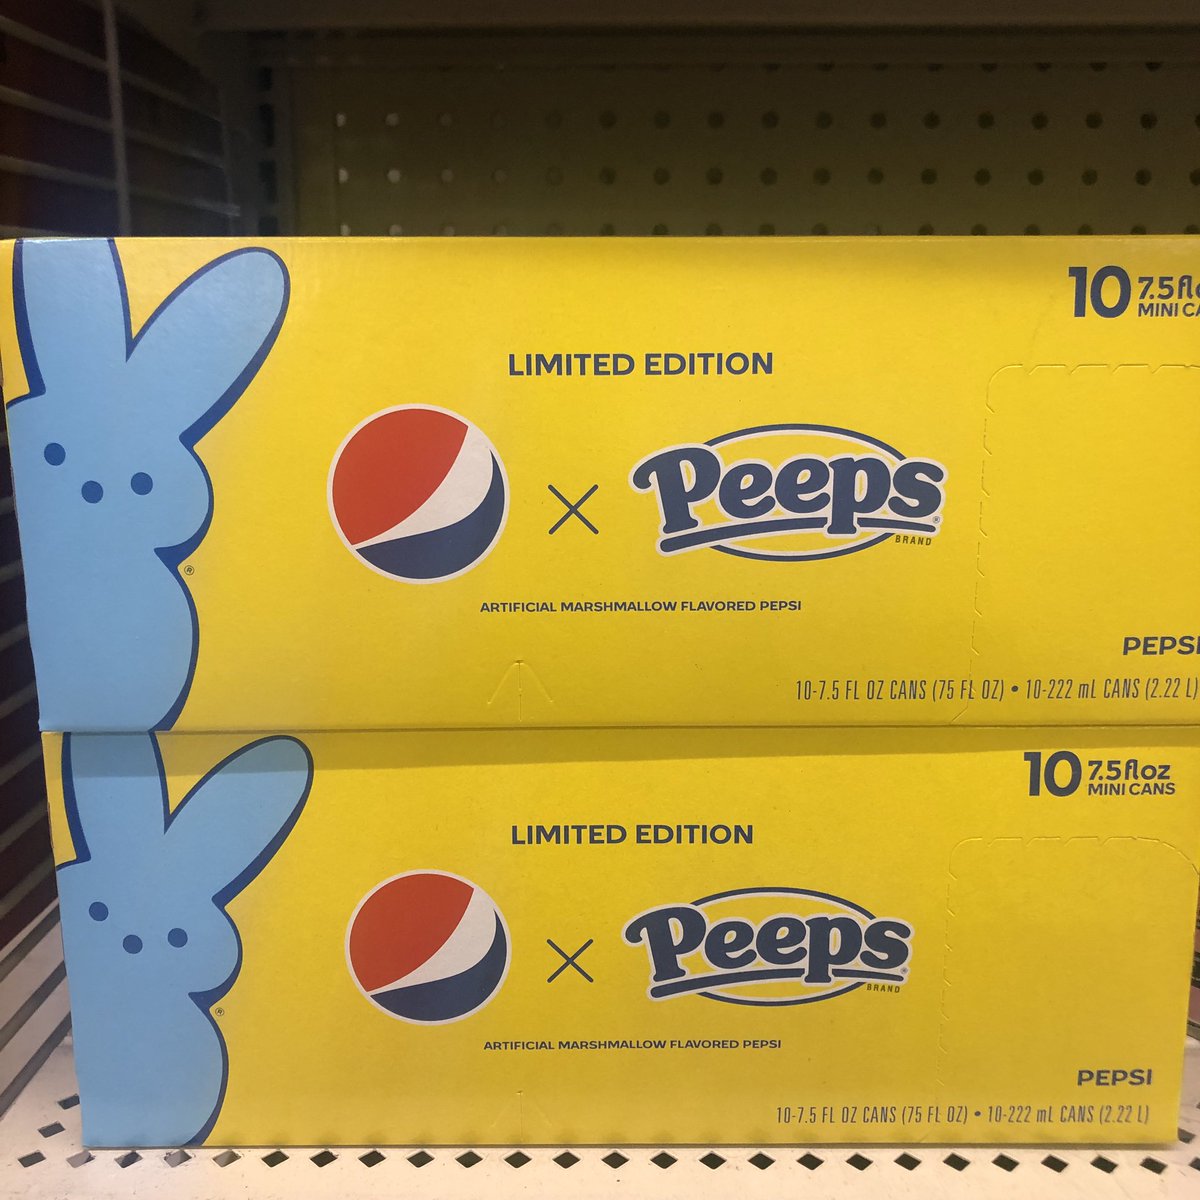 10 7.5 fl o
MINI CA
LIMITED EDITION
×
Peeps®
BRAND
®
ARTIFICIAL MARSHMALLOW FLAVORED PEPSI
PEPSI
10-7.5 FL OZ CANS (75 FL OZ) • 10-222 mL CANS (2.22 L)
10 7.5 fl oz
MINI CANS
LIMITED EDITION
×
Peeps®
BRAND
®
ARTIFICIAL MARSHMALLOW FLAVORED PEPSI
PEPSI
10-7.5 FL OZ CANS (75 FL OZ) • 10-222 mL CANS (2.22 L)